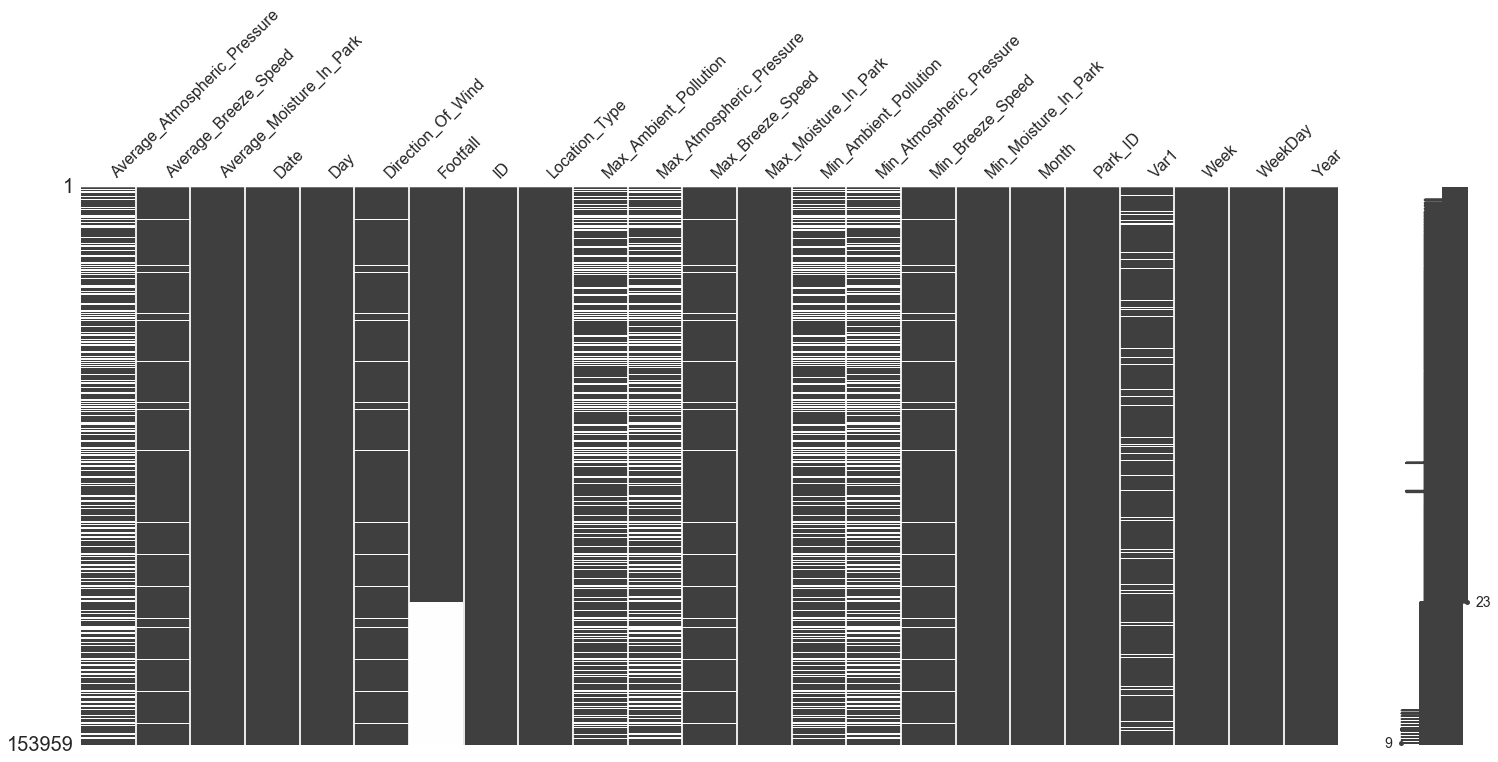 Average_Atmospheric_Pressure
Average_Breeze_Speed
Average_Moisture_In_Park
Date
Day
Direction_Of_Wind
Footfall
ID
Location_Type
Max_Ambient_Pollution
Max_Atmospheric_Pressure
Max_Breeze_Speed
Max_Moisture_In_Park
Min_Ambient_Pollution
Min_Atmospheric_Pressure
Min_Breeze_Speed
Min_Moisture_In_Park
Month
Park_ID
Var1
Week
WeekDay
Year
1
23
153959
9